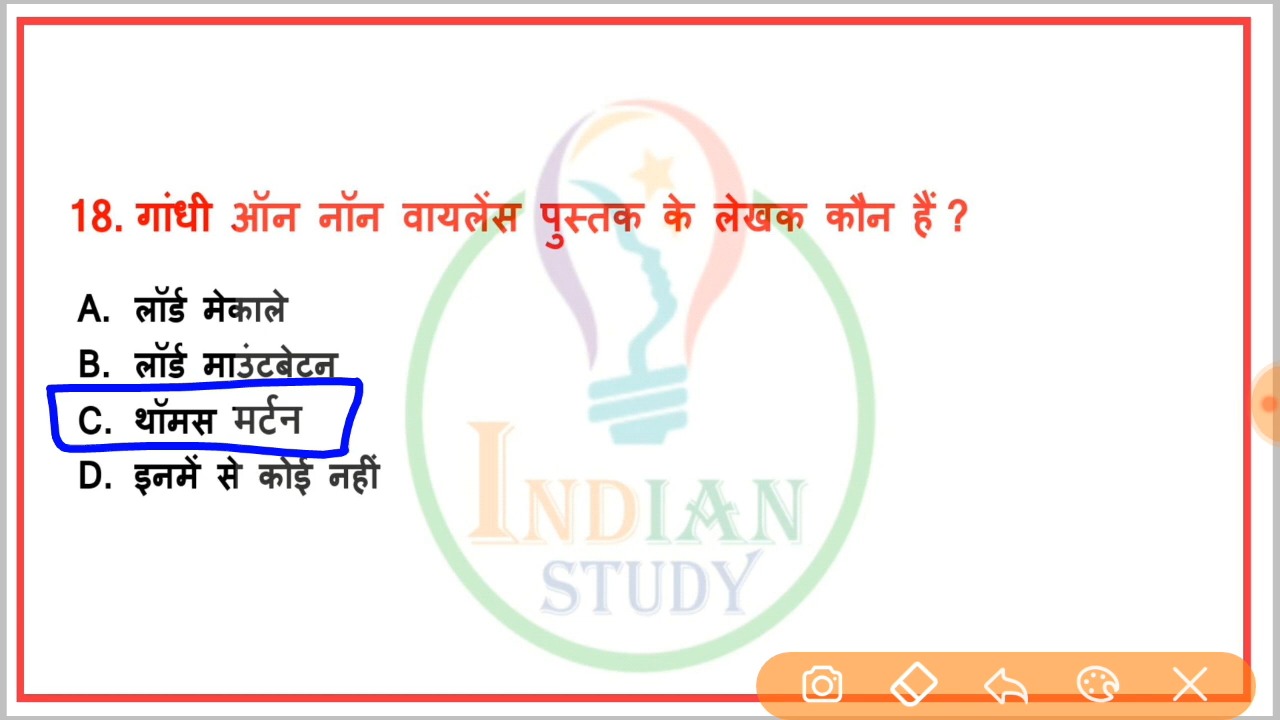 18. गांधी ऑन नॉन वायलेंस पुस्तक के लेखक कौन हैं ?
A. लॉर्ड मेकाले
B. लॉर्ड माउंटबेटन
C. थॉमस मर्टन
D. इनमें से कोई नहीं
INDIAN
STUDY